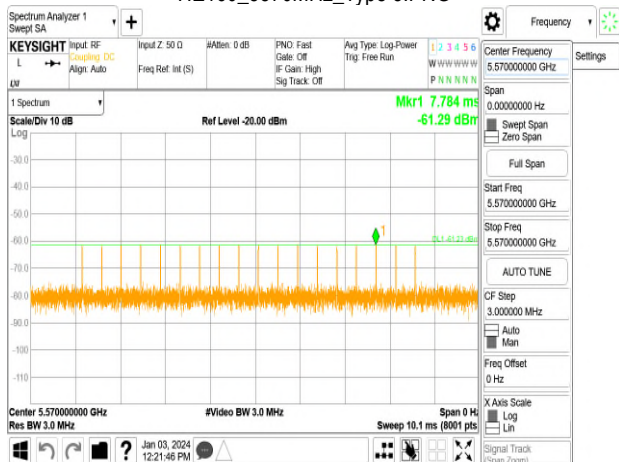 Spectrum Analyzer 1
Swept SA
Frequency
KEYSIGHT Input: RF Input Z: 50 Ω #Atten: 0 dB PNO: Fast Avg Type: Log-Power 1 2 3 4 5 6
L Coupling: DC Gate: Off Trig: Free Run
Align: Auto Freq Ref: Int (S) IF Gain: High W W W W W W
Sig Track: Off P N N N N N
1 Spectrum
Mkr1 7.784 ms
Scale/Div 10 dB Ref Level -20.00 dBm -61.29 dBm
Log
-30.0
-40.0
-50.0
-60.0
-70.0
-80.0
-90.0
-100
-110
1
DL1 -61.23 dBm
Center 5.570000000 GHz #Video BW 3.0 MHz Span 0 Hz
Res BW 3.0 MHz Sweep 10.1 ms (8001 pts)
Jan 03, 2024
12:21:46 PM
?
Center Frequency
5.570000000 GHz
Settings
Span
0.00000000 Hz
Swept Span
Zero Span
Full Span
Start Freq
5.570000000 GHz
Stop Freq
5.570000000 GHz
AUTO TUNE
CF Step
3.000000 MHz
Auto
Man
Freq Offset
0 Hz
X Axis Scale
Log
Lin
Signal Track
(Span Zoom)